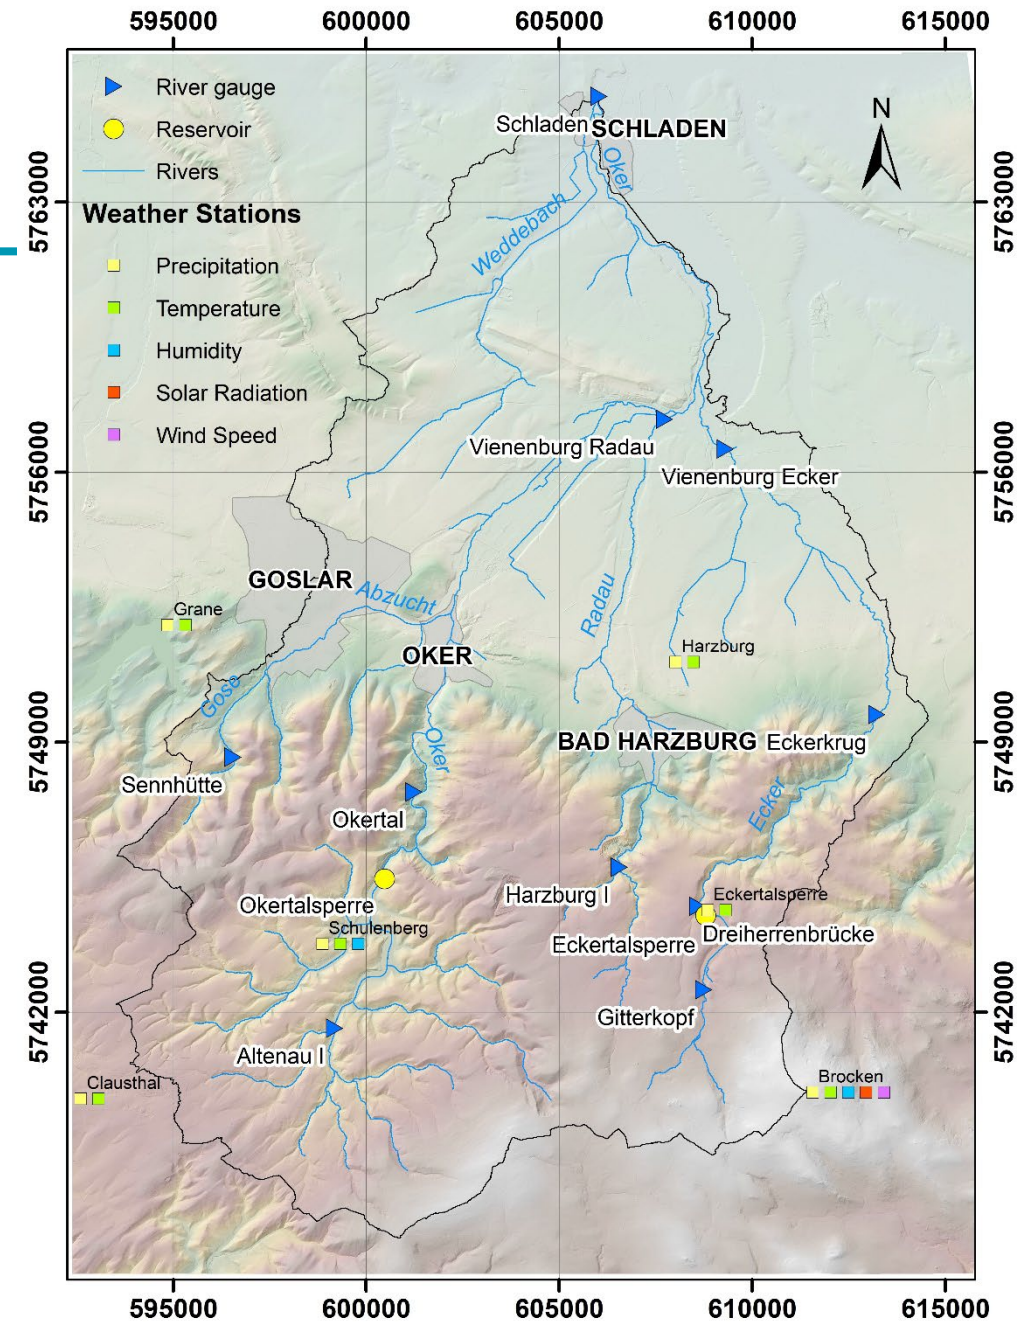 595000 600000 605000 610000 615000
River gauge
Reservoir
Rivers
Weather Stations
Precipitation
Temperature
Humidity
Solar Radiation
Wind Speed
N
Schladen
SCHLADEN
Oker
5763000
5763000
Weddebach
Vienenburg Radau
5756000
5756000
Vienenburg Ecker
GOSLAR
Abzucht
Radau
Grane
OKER
Harzburg
Gose
Oker
5749000
5749000
BAD HARZBURG
Eckerkrug
Sennhütte
Okertal
Ecker
Harzburg I
Eckertalsperre
Okertalsperre
Schulenberg
Eckertalsperre
Dreiherrenbrücke
5742000
5742000
Gitterkopf
Altenau I
Clausthal
Brocken
595000 600000 605000 610000 615000